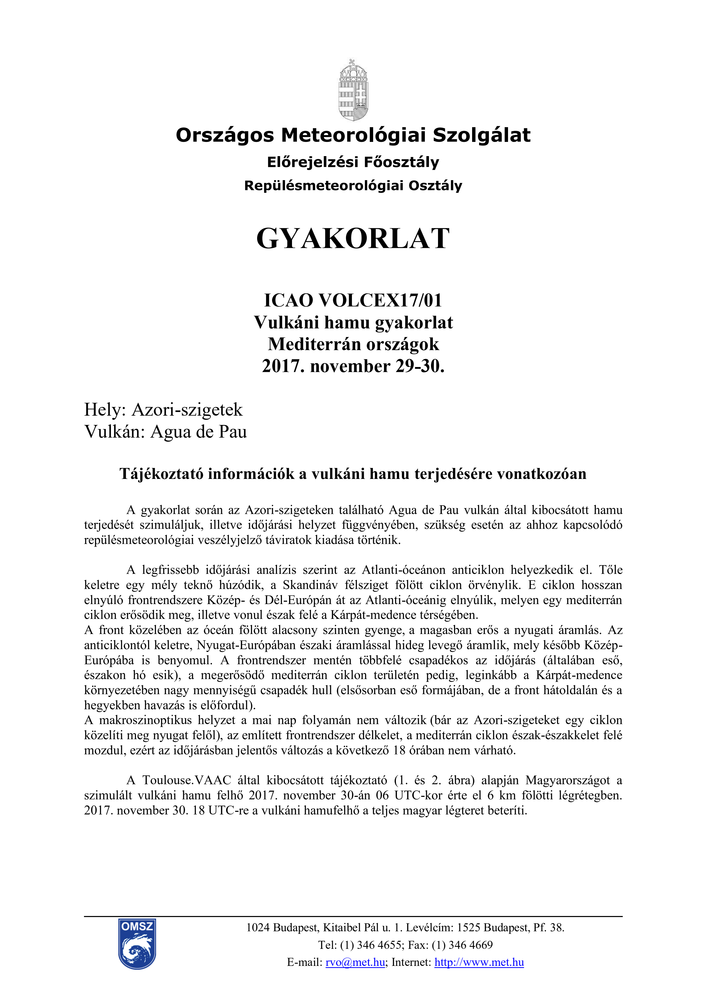 Országos Meteorológiai Szolgálat
Előrejelzési Főosztály
Repülésmeteorológiai Osztály
GYAKORLAT
ICAO VOLCEX17/01
Vulkáni hamu gyakorlat
Mediterrán országok
2017. november 29-30.
Hely: Azori-szigetek
Vulkán: Agua de Pau
Tájékoztató információk a vulkáni hamu terjedésére vonatkozóan
A gyakorlat során az Azori-szigeteken található Agua de Pau vulkán által kibocsátott hamu
terjedését szimuláljuk, illetve időjárási helyzet függvényében, szükség esetén az ahhoz kapcsolódó
repülésmeteorológiai veszélyjelző táviratok kiadása történik.
A legfrissebb időjárási analízis szerint az Atlanti-óceánon anticiklon helyezkedik el. Tőle
keletre egy mély teknő húzódik, a Skandináv félsziget fölött ciklon örvénylik. E ciklon hosszan
elnyúló frontrendszere Közép- és Dél-Európán át az Atlanti-óceánig elnyúlik, melyen egy mediterrán
ciklon erősödik meg, illetve vonul észak felé a Kárpát-medence térségében.
A front közelében az óceán fölött alacsony szinten gyenge, a magasban erős a nyugati áramlás. Az
anticiklontól keletre, Nyugat-Európában északi áramlással hideg levegő áramlik, mely később Közép-
Európába is benyomul. A frontrendszer mentén többfelé csapadékos az időjárás (általában eső,
északon hó esik), a megerősödő mediterrán ciklon területén pedig, leginkább a Kárpát-medence
környezetében nagy mennyiségű csapadék hull (elsősorban eső formájában, de a front hátoldalán és a
hegyekben havazás is előfordul).
A makroszinoptikus helyzet a mai nap folyamán nem változik (bár az Azori-szigeteket egy ciklon
közelíti meg nyugat felől), az említett frontrendszer délkelet, a mediterrán ciklon észak-északkelet felé
mozdul, ezért az időjárásban jelentős változás a következő 18 órában nem várható.
A Toulouse.VAAC által kibocsátott tájékoztató (1. és 2. ábra) alapján Magyarországot a
szimulált vulkáni hamu felhő 2017. november 30-án 06 UTC-kor érte el 6 km fölötti légrétegben.
2017. november 30. 18 UTC-re a vulkáni hamufelhő a teljes magyar légteret beteríti.
OMSZ
1024 Budapest, Kitaibel Pál u. 1. Levélcím: 1525 Budapest, Pf. 38.
Tel: (1) 346 4655; Fax: (1) 346 4669
E-mail: rvo@met.hu; Internet: http://www.met.hu